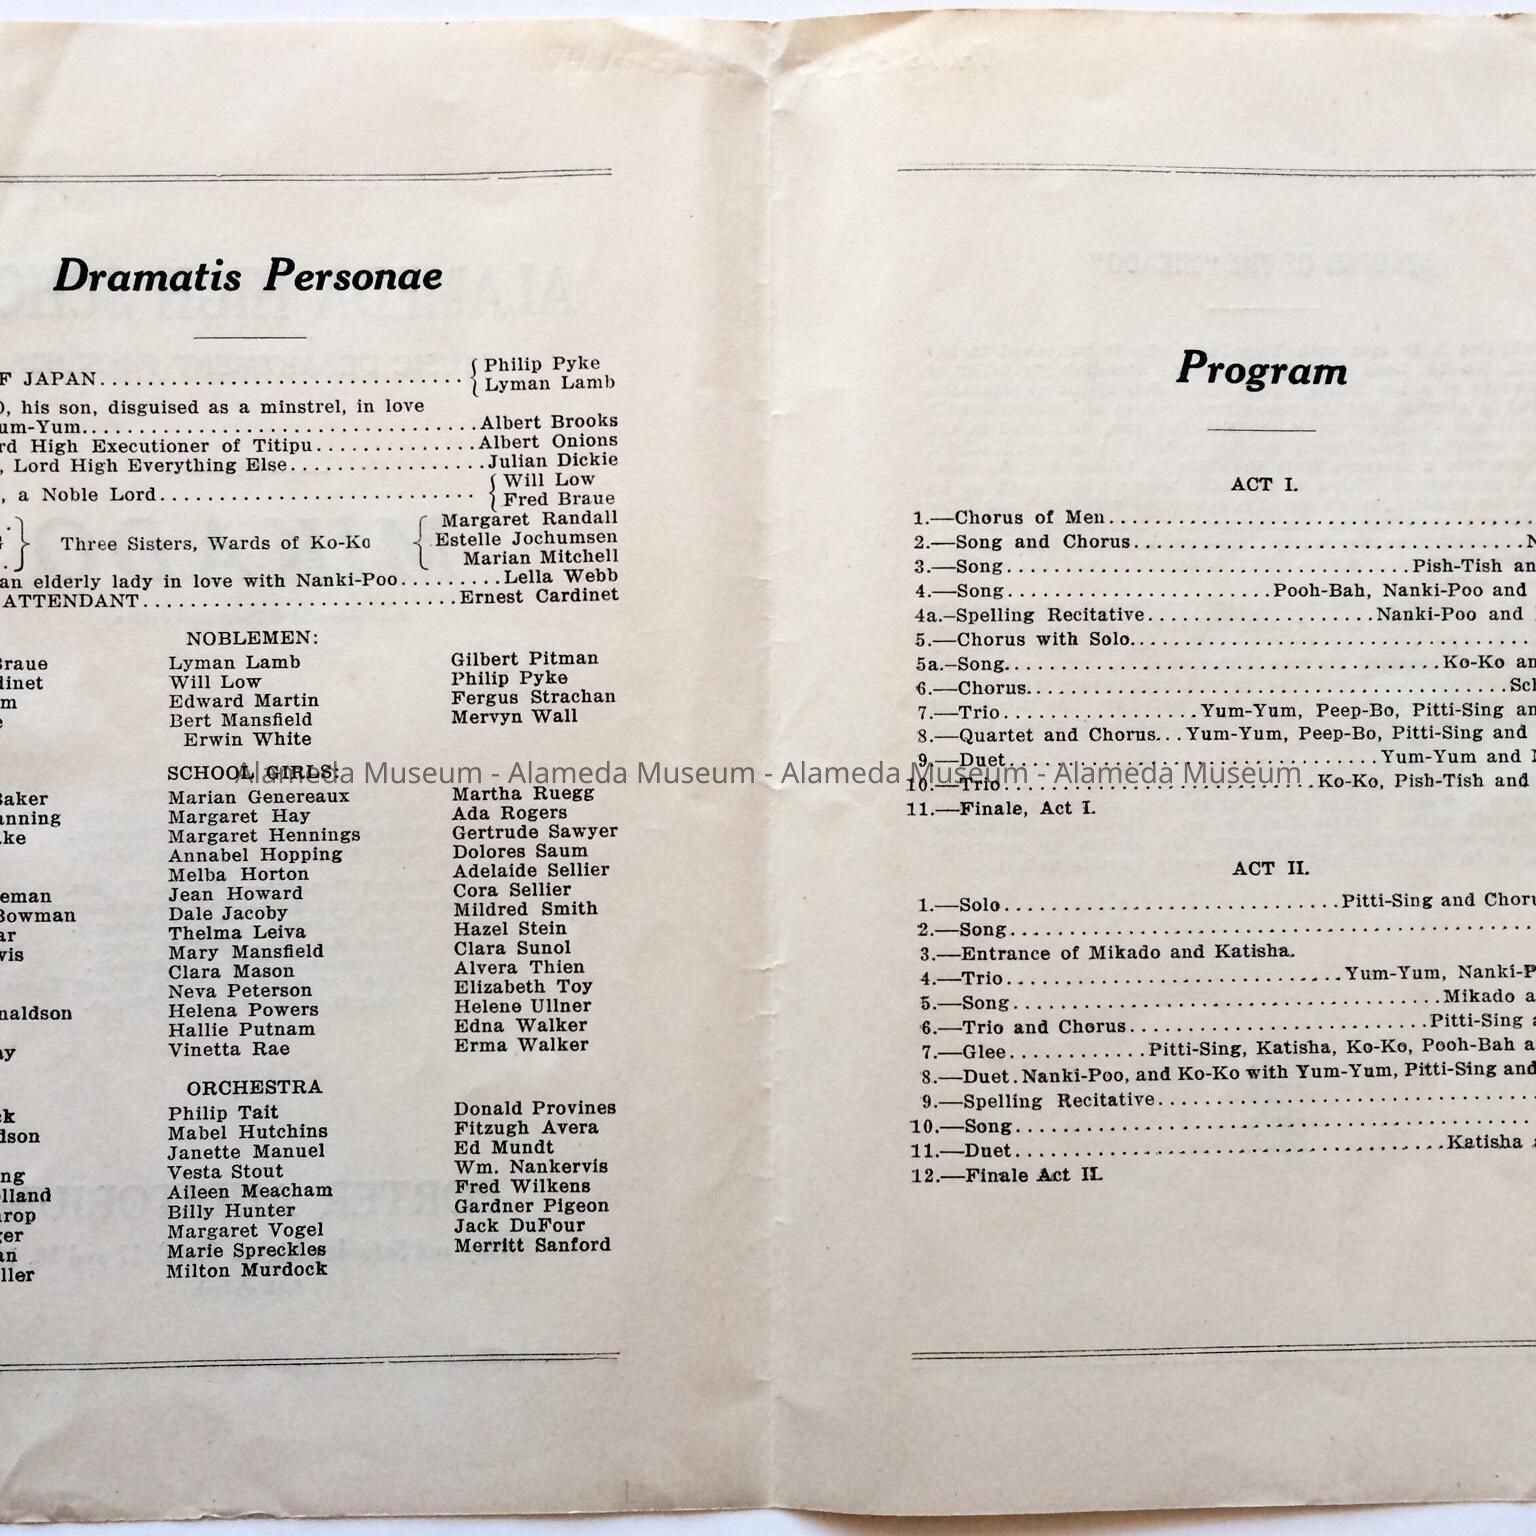 Dramatis Personae
F JAPAN.............................. { Philip Pyke
{ Lyman Lamb
, his son, disguised as a minstrel, in love
um-Yum.................................Albert Brooks
rd High Executioner of Titipu.............Albert Onions
, Lord High Everything Else................Julian Dickie
, a Noble Lord............................ { Will Low
{ Fred Braue
} Three Sisters, Wards of Ko-Ko { Margaret Randall
Estelle Jochumsen
Marian Mitchell
an elderly lady in love with Nanki-Poo.........Lella Webb
ATTENDANT...........................Ernest Cardinet
NOBLEMEN:
Braue Lyman Lamb Gilbert Pitman
dinet Will Low Philip Pyke
m Edward Martin Fergus Strachan
e Bert Mansfield Mervyn Wall
Erwin White
SCHOOL GIRLS:
Baker Marian Genereaux Martha Ruegg
anning Margaret Hay Ada Rogers
ke Margaret Hennings Gertrude Sawyer
Annabel Hopping Dolores Saum
Melba Horton Adelaide Sellier
eman Jean Howard Cora Sellier
Bowman Dale Jacoby Mildred Smith
ar Thelma Leiva Hazel Stein
vis Mary Mansfield Clara Sunol
Clara Mason Alvera Thien
Neva Peterson Elizabeth Toy
naldson Helena Powers Helene Ullner
Hallie Putnam Edna Walker
ay Vinetta Rae Erma Walker
ORCHESTRA
ck Philip Tait Donald Provines
dson Mabel Hutchins Fitzugh Avera
Janette Manuel Ed Mundt
ng Vesta Stout Wm. Nankervis
lland Aileen Meacham Fred Wilkens
rop Billy Hunter Gardner Pigeon
ger Margaret Vogel Jack DuFour
an Marie Spreckles Merritt Sanford
ller Milton Murdock
Program
ACT I.
1.—Chorus of Men.....................................
2.—Song and Chorus.................................N
3.—Song..................................Pish-Tish an
4.—Song......................Pooh-Bah, Nanki-Poo and
4a.–Spelling Recitative...................Nanki-Poo and
5.—Chorus with Solo...................................
5a.–Song.....................................Ko-Ko an
6.—Chorus.........................................Sch
7.—Trio................Yum-Yum, Peep-Bo, Pitti-Sing an
8.—Quartet and Chorus...Yum-Yum, Peep-Bo, Pitti-Sing and
9.—Duet................................Yum-Yum and N
10.—Trio..........................Ko-Ko, Pish-Tish and
11.—Finale, Act I.
ACT II.
1.—Solo............................Pitti-Sing and Choru
2.—Song.............................................
3.—Entrance of Mikado and Katisha.
4.—Trio............................Yum-Yum, Nanki-P
5.—Song....................................Mikado a
6.—Trio and Chorus.........................Pitti-Sing a
7.—Glee............Pitti-Sing, Katisha, Ko-Ko, Pooh-Bah a
8.—Duet.Nanki-Poo, and Ko-Ko with Yum-Yum, Pitti-Sing and
9.—Spelling Recitative................................
10.—Song............................................
11.—Duet....................................Katisha a
12.—Finale Act II.
Alameda Museum - Alameda Museum - Alameda Museum - Alameda Museum